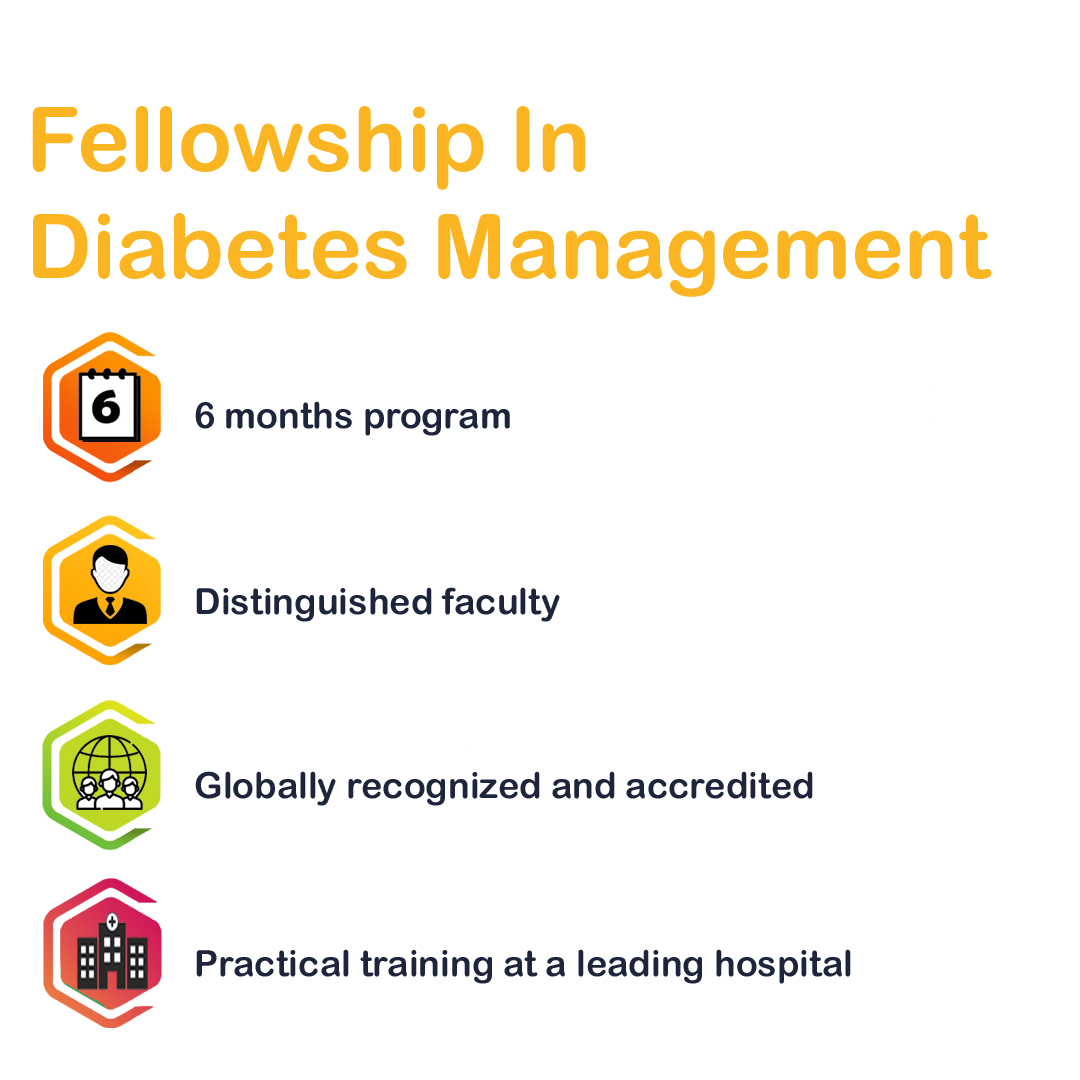 Fellowship In
Diabetes Management
6
6 months program
Distinguished faculty
Globally recognized and accredited
Practical training at a leading hospital